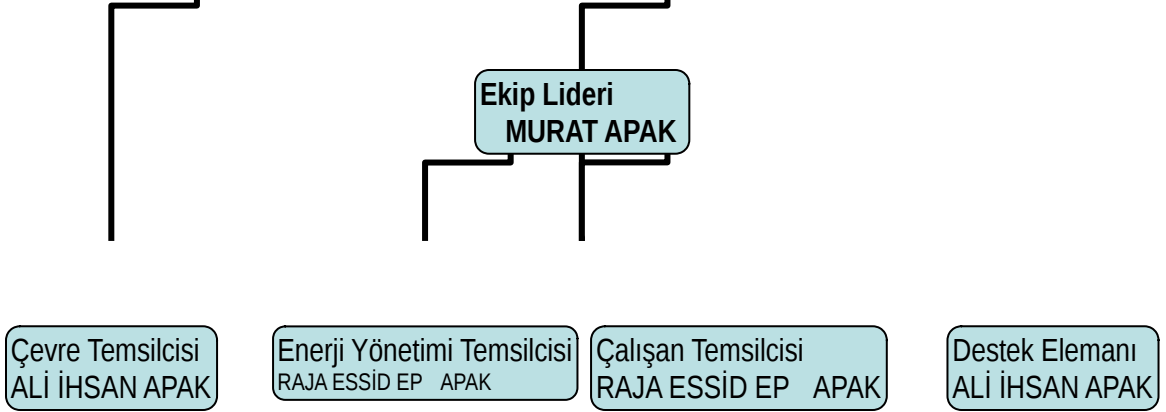 Ekip Lideri
MURAT APAK
Çevre Temsilcisi
ALİ İHSAN APAK
Enerji Yönetimi Temsilcisi
RAJA ESSİD EP APAK
Çalışan Temsilcisi
RAJA ESSİD EP APAK
Destek Elemanı
ALİ İHSAN APAK